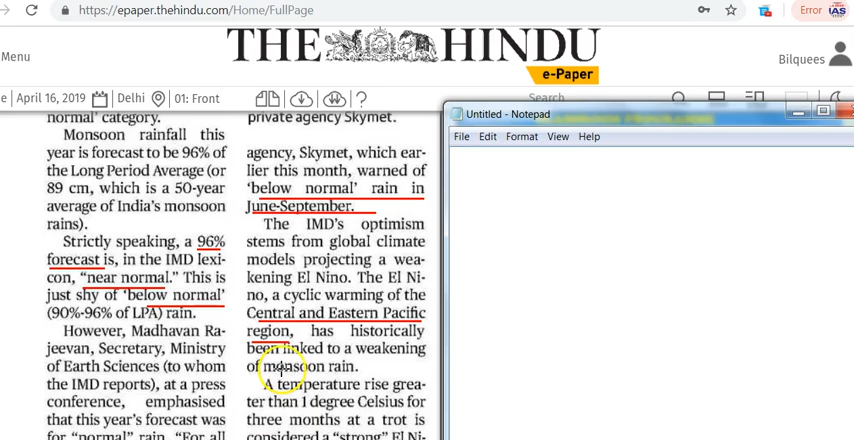 https://epaper.thehindu.com/Home/FullPage
Error
IAS
Menu
THE HINDU
e-Paper
Bilquees
e | April 16, 2019
Delhi
01: Front
?
Search
normal' category.
Monsoon rainfall this
year is forecast to be 96% of
the Long Period Average (or
89 cm, which is a 50-year
average of India's monsoon
rains).
Strictly speaking, a 96%
forecast is, in the IMD lexi-
con, “near normal.” This is
just shy of ‘below normal’
(90%-96% of LPA) rain.
However, Madhavan Ra-
jeevan, Secretary, Ministry
of Earth Sciences (to whom
the IMD reports), at a press
conference, emphasised
that this year's forecast was
for “normal” rain. “For all
private agency Skymet.
agency, Skymet, which ear-
lier this month, warned of
‘below normal’ rain in
June-September.
The IMD's optimism
stems from global climate
models projecting a wea-
kening El Nino. The El Ni-
no, a cyclic warming of the
Central and Eastern Pacific
region, has historically
been linked to a weakening
of monsoon rain.
A temperature rise grea-
ter than 1 degree Celsius for
three months at a trot is
considered a “strong” El Ni-
Untitled - Notepad
File Edit Format View Help